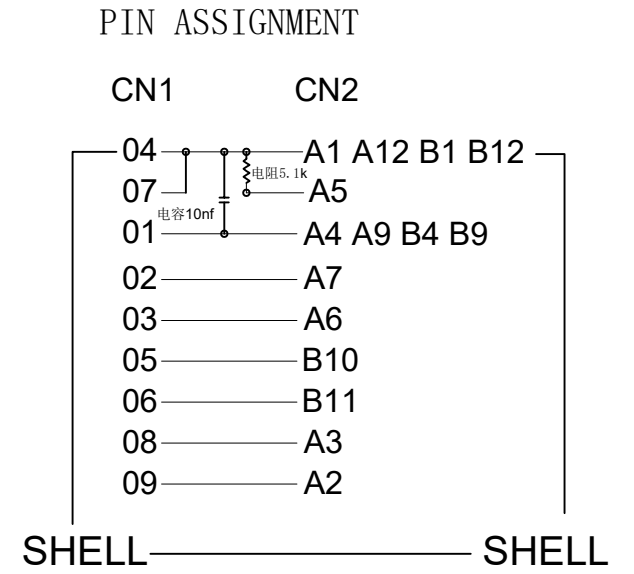 PIN ASSIGNMENT
CN1 CN2
04 A1 A12 B1 B12
电阻5.1k
07 A5
电容10nf
01 A4 A9 B4 B9
02 A7
03 A6
05 B10
06 B11
08 A3
09 A2
SHELL SHELL